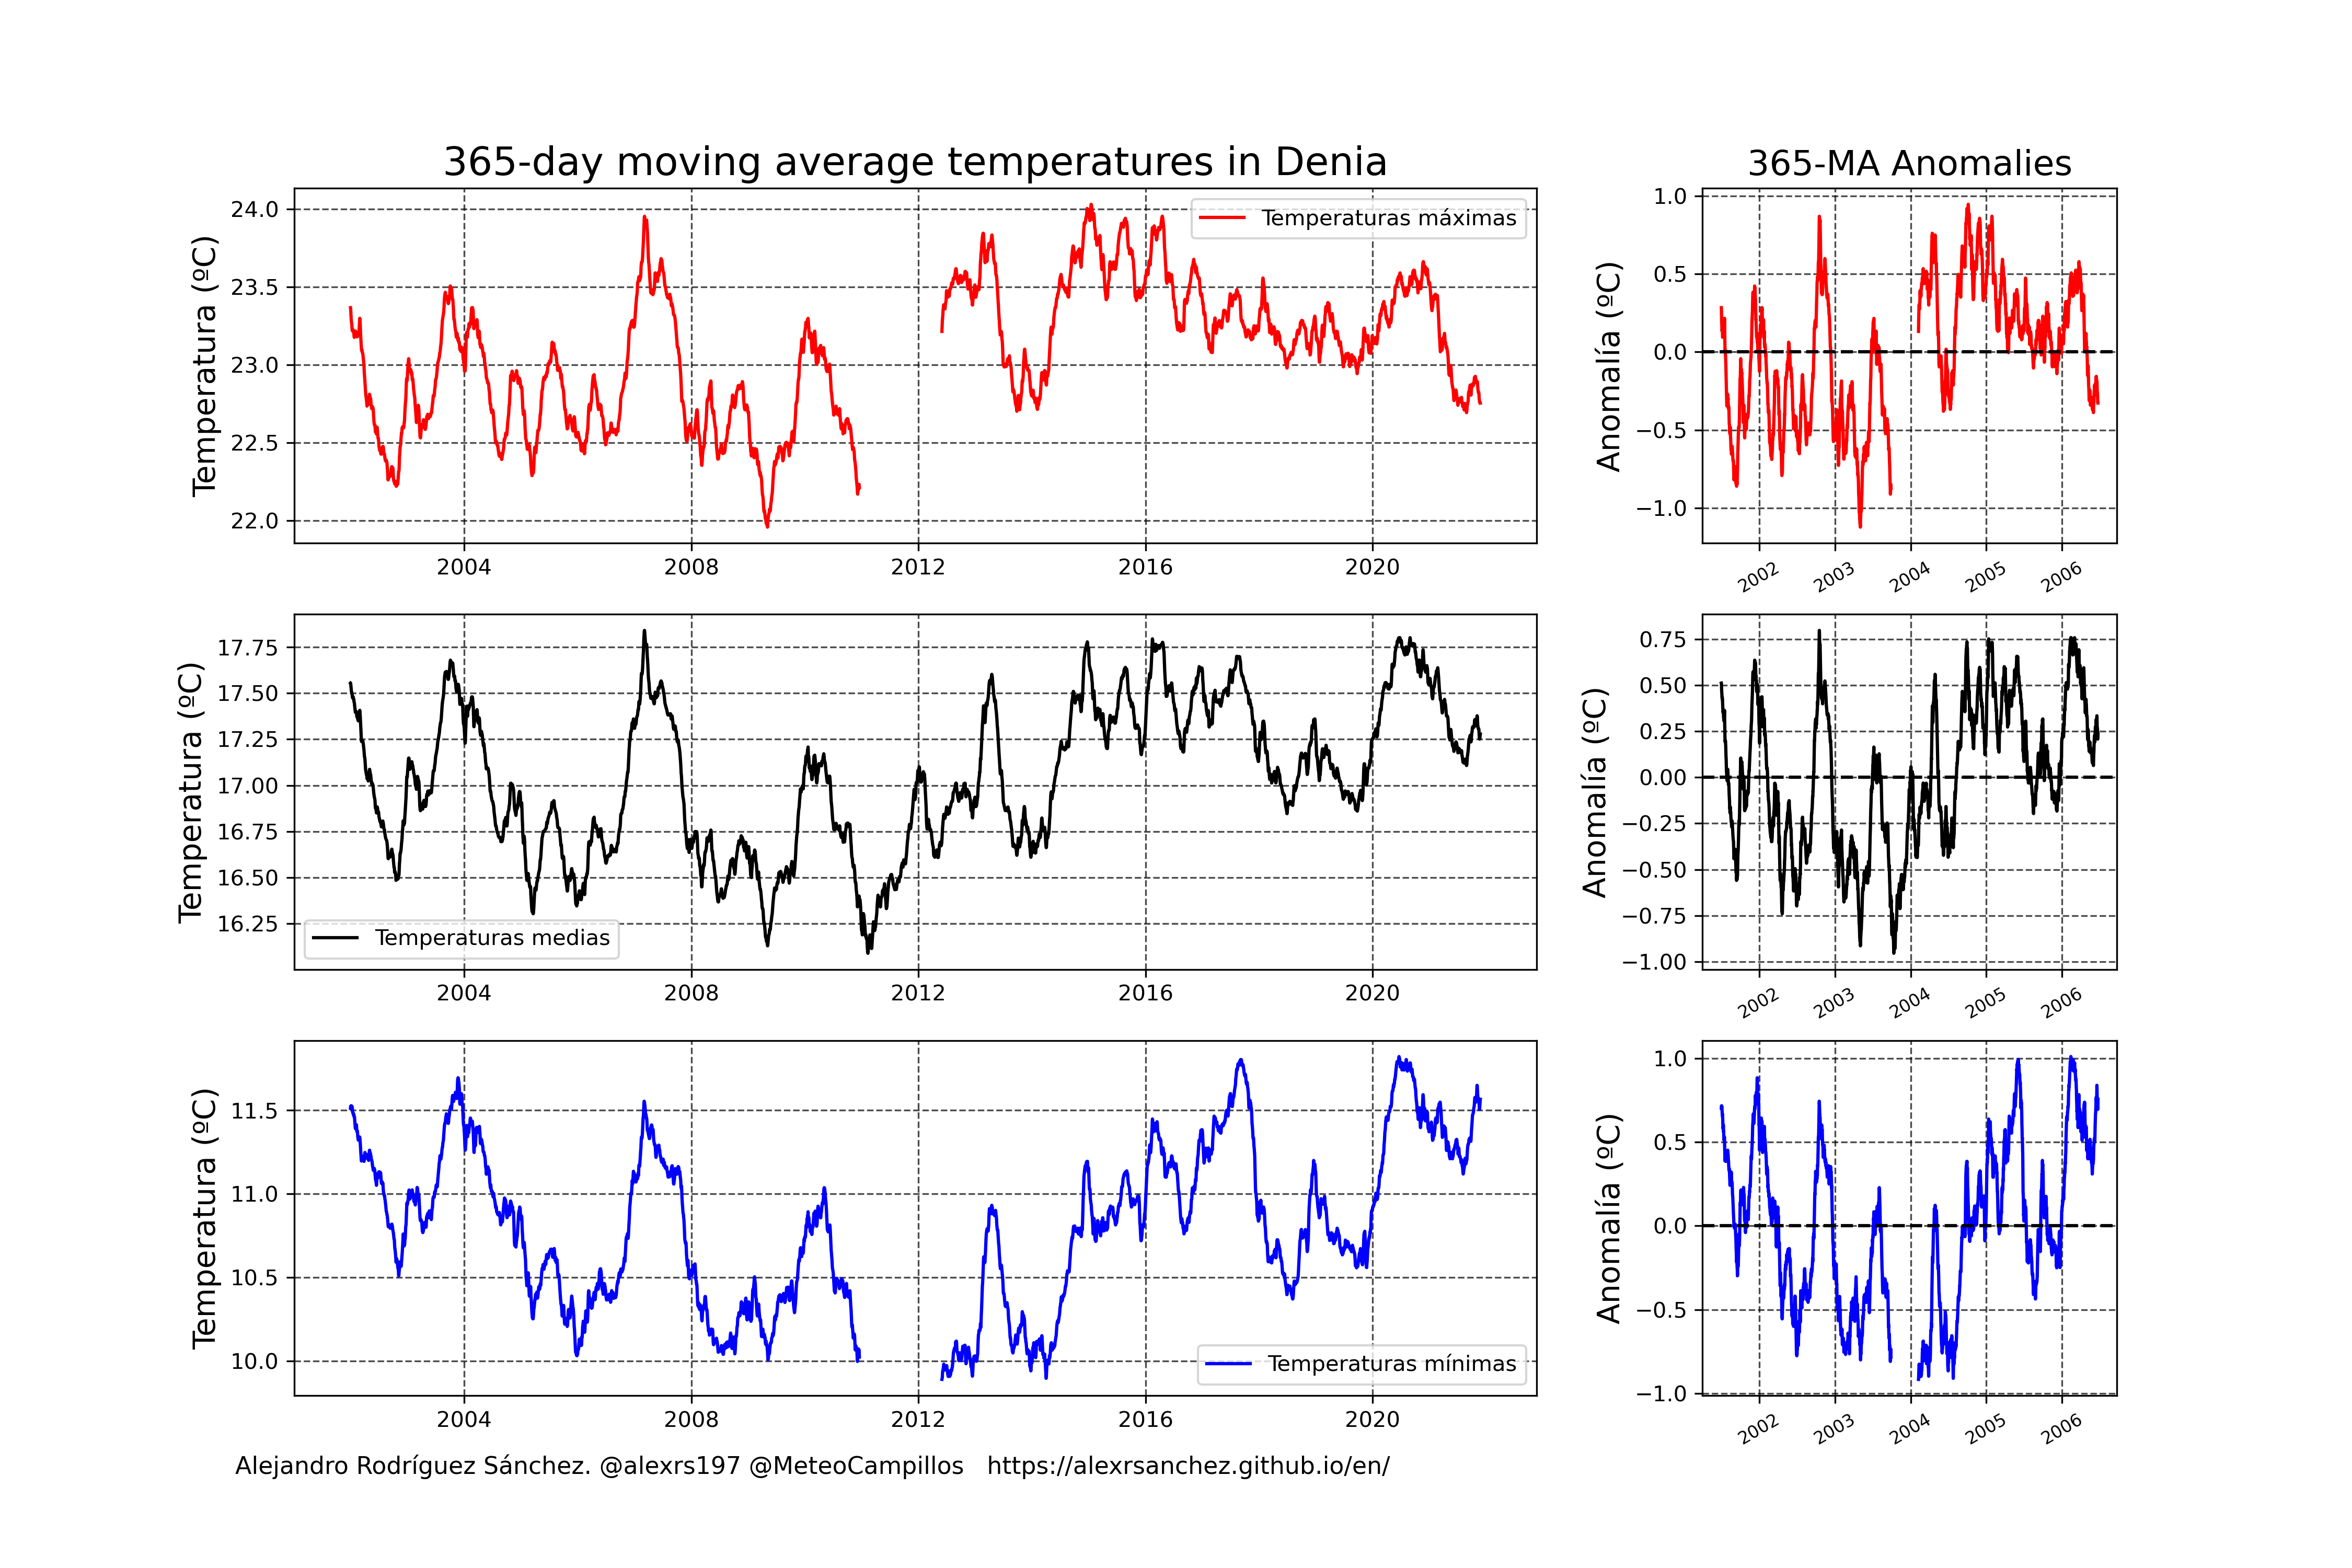 365-day moving average temperatures in Denia
365-MA Anomalies
Temperatura (ºC)
24.0
23.5
23.0
22.5
22.0
Temperaturas máximas
2004 2008 2012 2016 2020
Anomalía (ºC)
1.0
0.5
0.0
−0.5
−1.0
2002 2003 2004 2005 2006
Temperatura (ºC)
17.75
17.50
17.25
17.00
16.75
16.50
16.25
Temperaturas medias
2004 2008 2012 2016 2020
Anomalía (ºC)
0.75
0.50
0.25
0.00
−0.25
−0.50
−0.75
−1.00
2002 2003 2004 2005 2006
Temperatura (ºC)
11.5
11.0
10.5
10.0
Temperaturas mínimas
2004 2008 2012 2016 2020
Anomalía (ºC)
1.0
0.5
0.0
−0.5
−1.0
2002 2003 2004 2005 2006
Alejandro Rodríguez Sánchez. @alexrs197 @MeteoCampillos https://alexrsanchez.github.io/en/